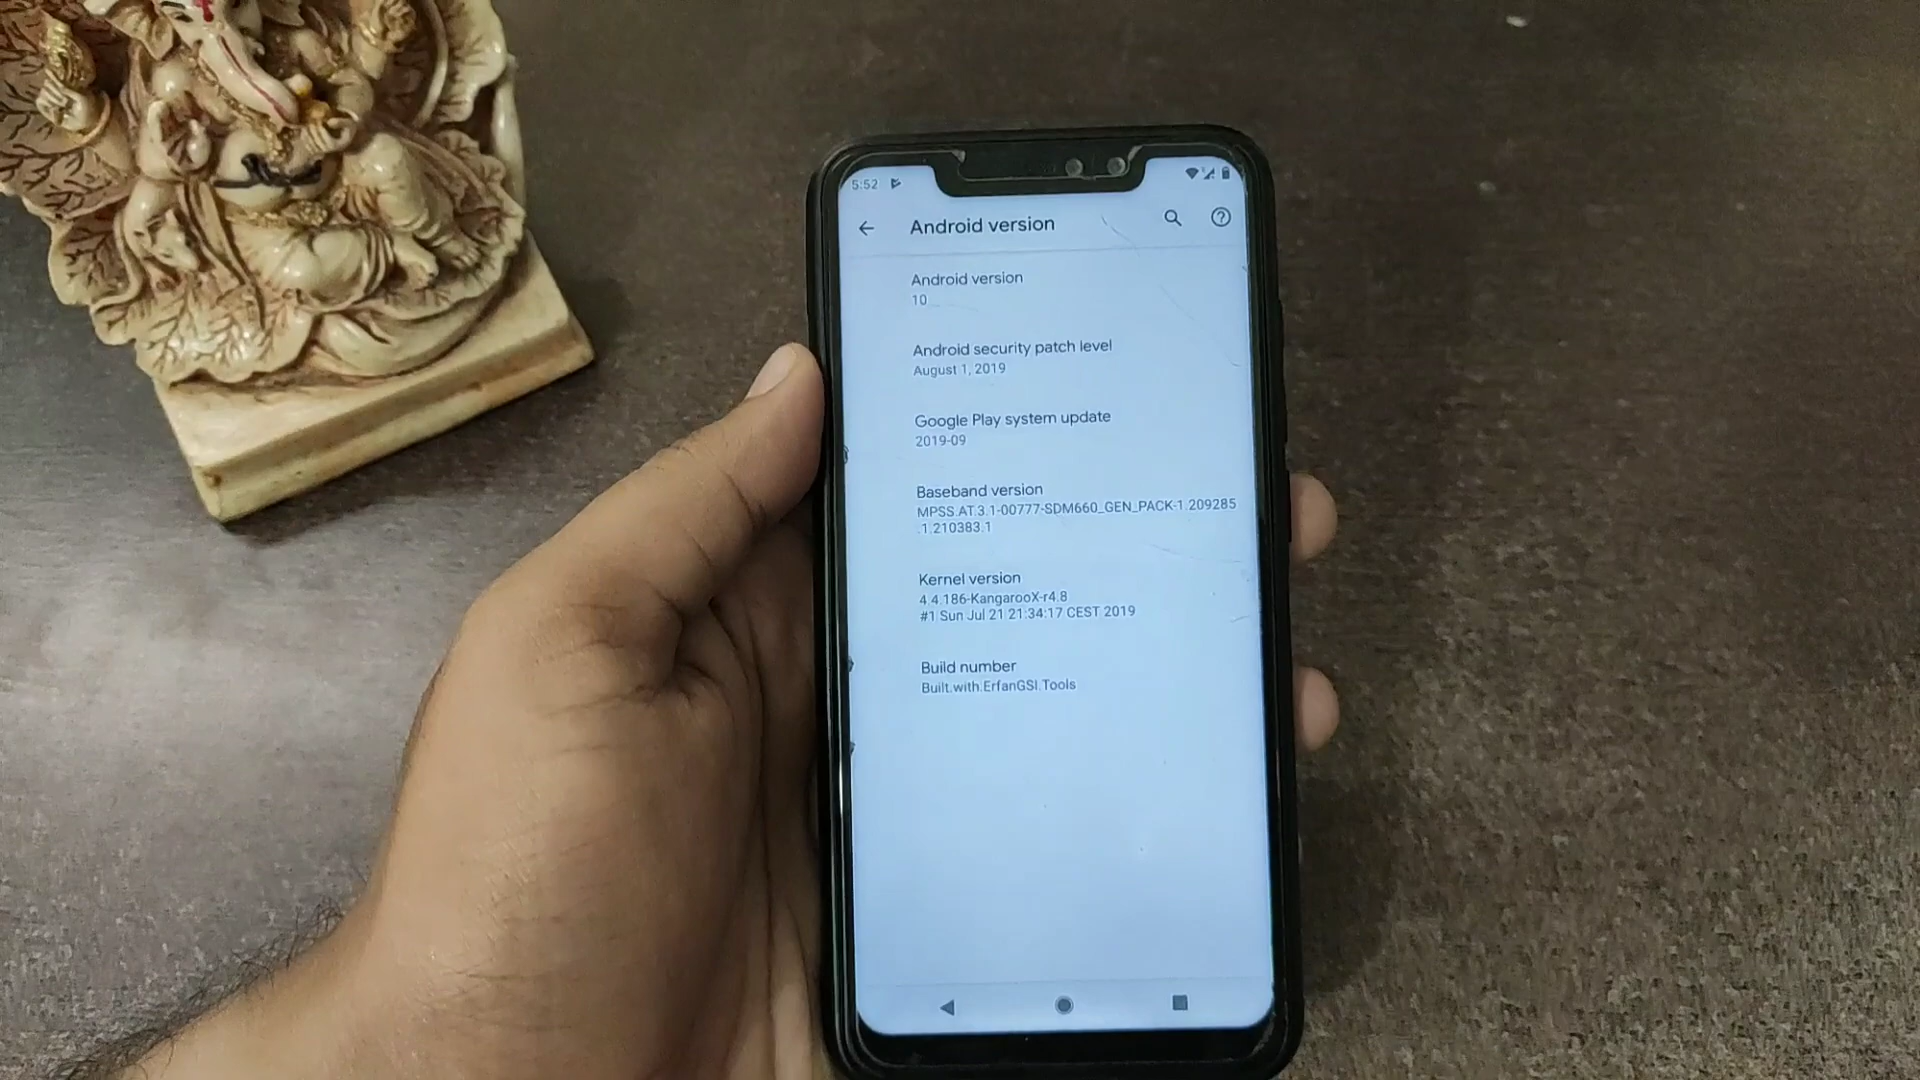 5:52
Android version
Android version
10
Android security patch level
August 1, 2019
Google Play system update
2019-09
Baseband version
MPSS.AT.3.1-00777-SDM660_GEN_PACK-1.209285
.1.210383.1
Kernel version
4.4.186-KangarooX-r4.8
#1 Sun Jul 21 21:34:17 CEST 2019
Build number
Built.with.ErfanGSI.Tools